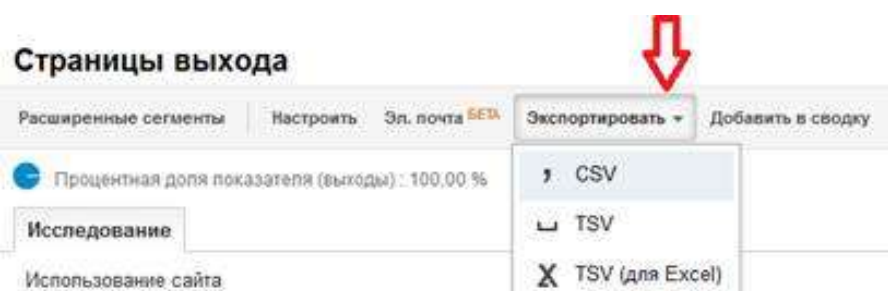 Страницы выхода
Расширенные сегменты Настроить Эл. почта БЕТА Экспортировать Добавить в сводку
Процентная доля показателя (выходы) : 100,00 %
CSV
Исследование
TSV
Использование сайта
TSV (для Excel)